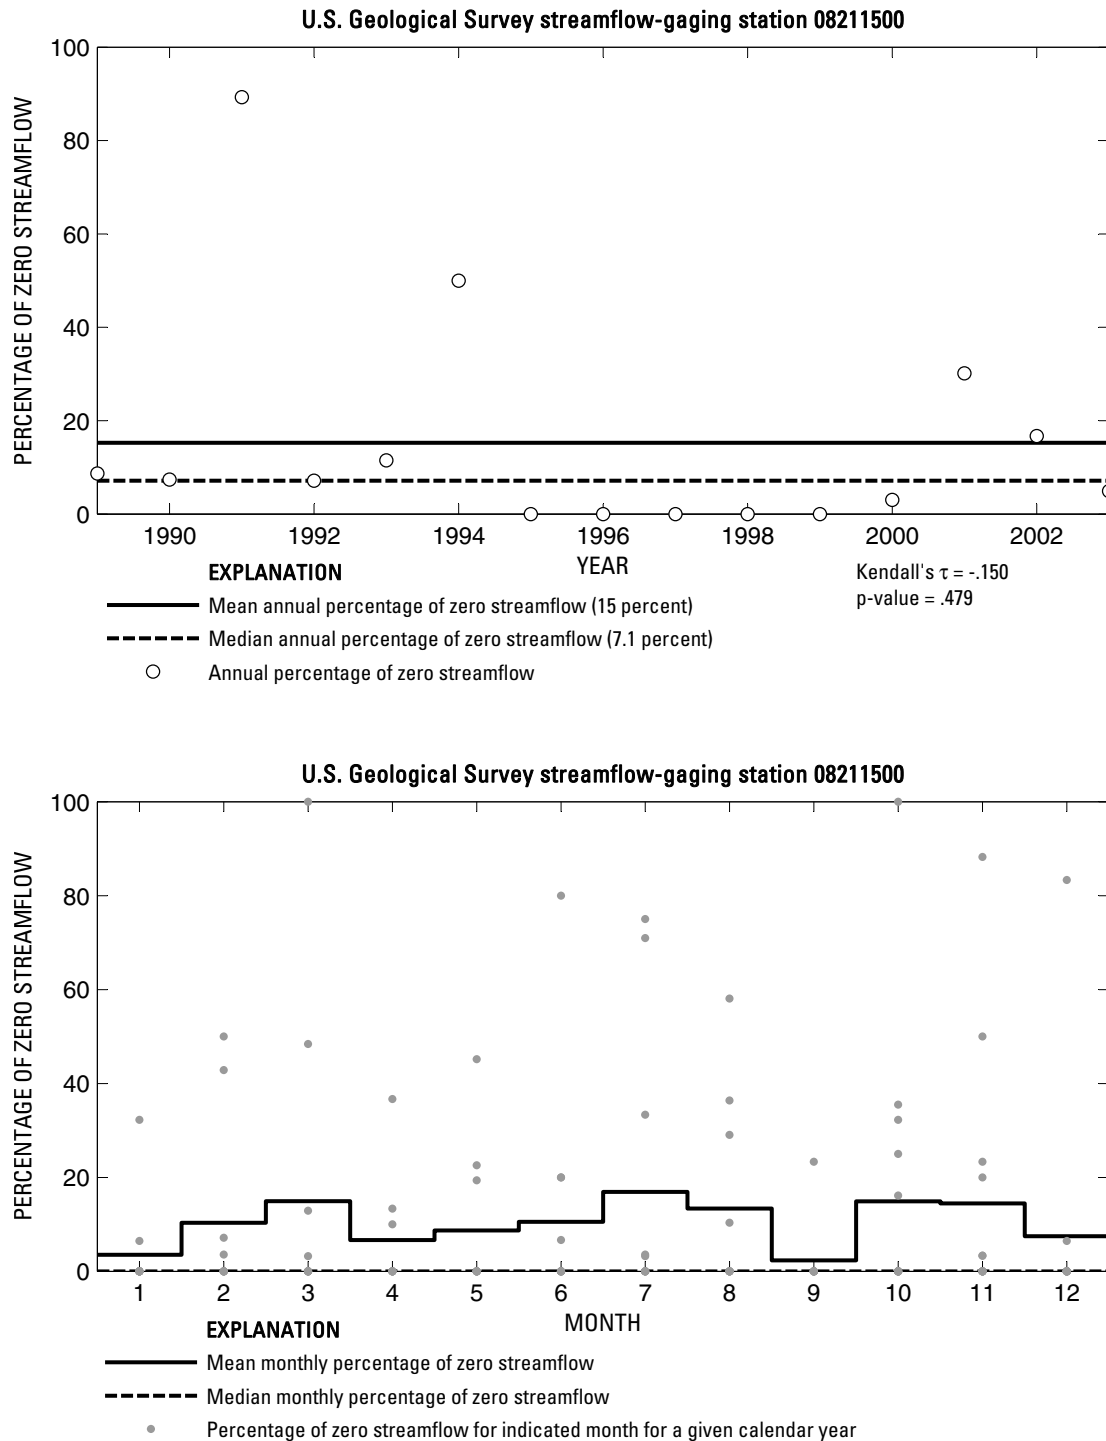 U.S. Geological Survey streamflow-gaging station 08211500
PERCENTAGE OF ZERO STREAMFLOW
100
80
60
40
20
0
1990 1992 1994 1996 1998 2000 2002
YEAR
Kendall's τ = -.150
p-value = .479
EXPLANATION
Mean annual percentage of zero streamflow (15 percent)
Median annual percentage of zero streamflow (7.1 percent)
Annual percentage of zero streamflow
U.S. Geological Survey streamflow-gaging station 08211500
PERCENTAGE OF ZERO STREAMFLOW
100
80
60
40
20
0
1 2 3 4 5 6 7 8 9 10 11 12
MONTH
EXPLANATION
Mean monthly percentage of zero streamflow
Median monthly percentage of zero streamflow
Percentage of zero streamflow for indicated month for a given calendar year